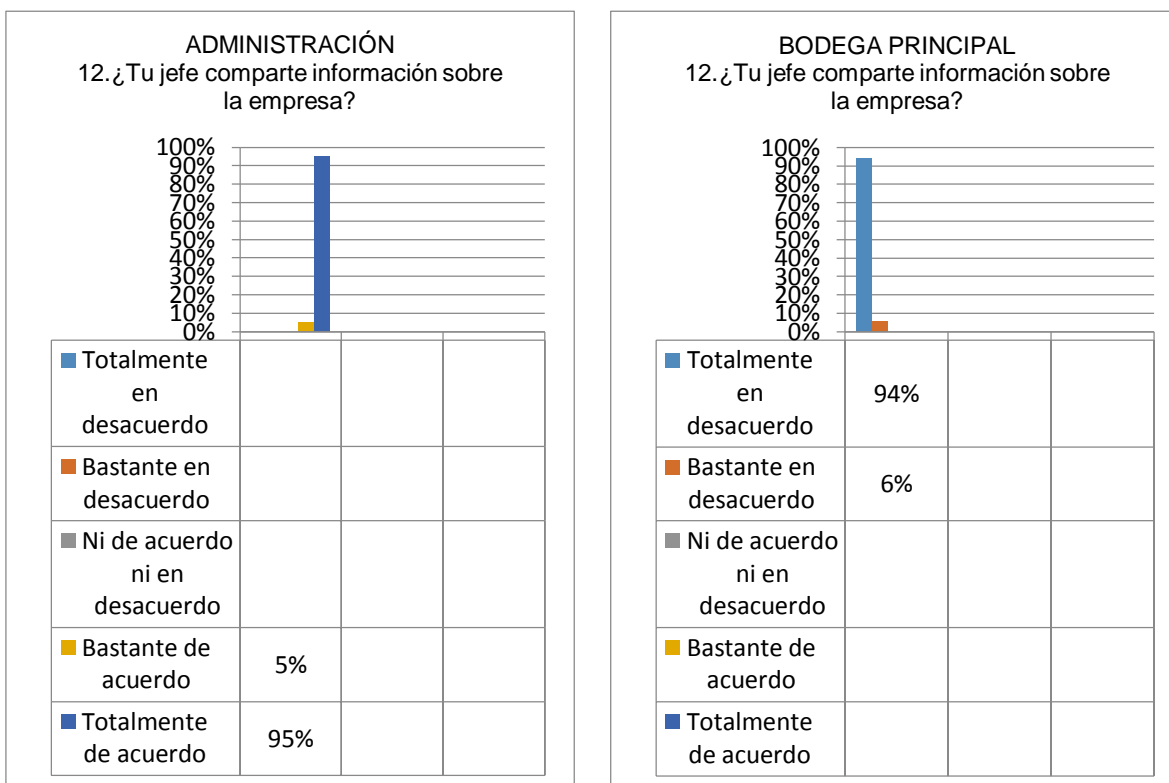 ADMINISTRACIÓN
12.¿Tu jefe comparte información sobre
la empresa?
100%
90%
80%
70%
60%
50%
40%
30%
20%
10%
0%
Totalmente
en
desacuerdo
Bastante en
desacuerdo
Ni de acuerdo
ni en
desacuerdo
Bastante de
acuerdo
5%
Totalmente
de acuerdo
95%
BODEGA PRINCIPAL
12.¿Tu jefe comparte información sobre
la empresa?
100%
90%
80%
70%
60%
50%
40%
30%
20%
10%
0%
Totalmente
en
desacuerdo
94%
Bastante en
desacuerdo
6%
Ni de acuerdo
ni en
desacuerdo
Bastante de
acuerdo
Totalmente
de acuerdo